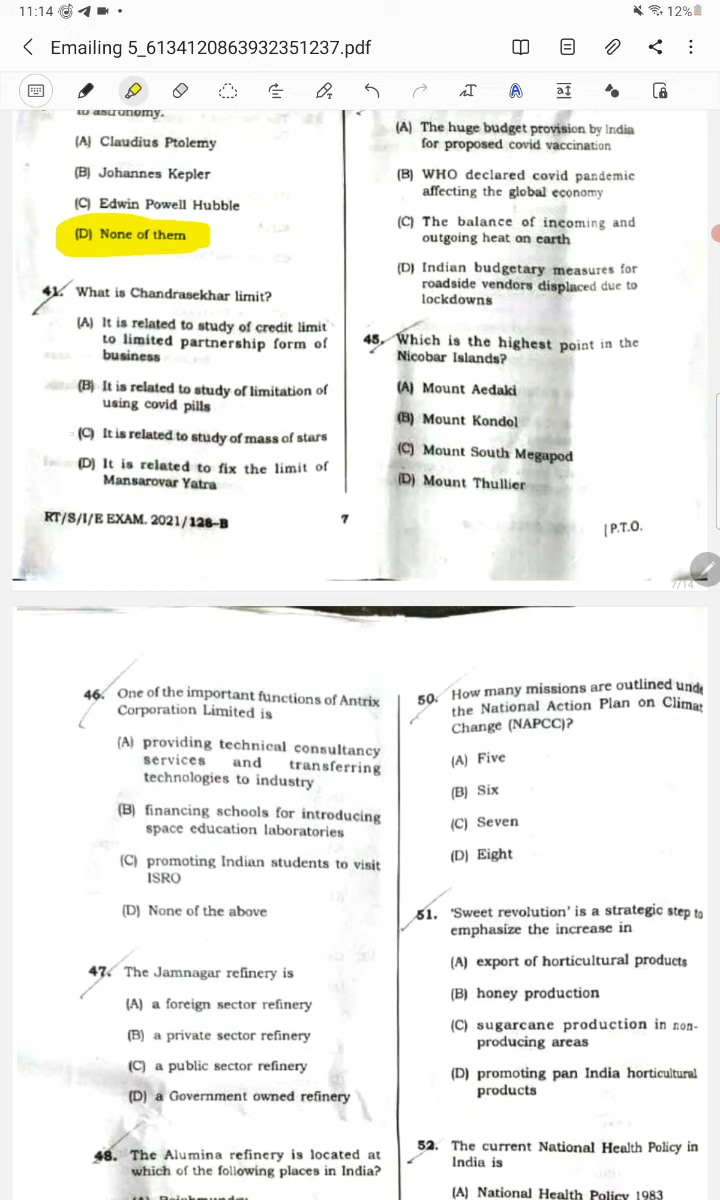 11:14
12%
Emailing 5_6134120863932351237.pdf
to astronomy.
(A) Claudius Ptolemy
(B) Johannes Kepler
(C) Edwin Powell Hubble
(D) None of them
41. What is Chandrasekhar limit?
(A) It is related to study of credit limit
to limited partnership form of
business
(B) It is related to study of limitation of
using covid pills
(C) It is related to study of mass of stars
(D) It is related to fix the limit of
Mansarovar Yatra
RT/S/I/E EXAM. 2021/128-B
(A) The huge budget provision by India
for proposed covid vaccination
(B) WHO declared covid pandemic
affecting the global economy
(C) The balance of incoming and
outgoing heat on earth
(D) Indian budgetary measures for
roadside vendors displaced due to
lockdowns
45. Which is the highest point in the
Nicobar Islands?
(A) Mount Aedaki
(B) Mount Kondol
(C) Mount South Megapod
(D) Mount Thullier
7
[ P.T.O.
7/14
46. One of the important functions of Antrix
Corporation Limited is
(A) providing technical consultancy
services and transferring
technologies to industry
(B) financing schools for introducing
space education laboratories
(C) promoting Indian students to visit
ISRO
(D) None of the above
47. The Jamnagar refinery is
(A) a foreign sector refinery
(B) a private sector refinery
(C) a public sector refinery
(D) a Government owned refinery
48. The Alumina refinery is located at
which of the following places in India?
50. How many missions are outlined unde
the National Action Plan on Climat
Change (NAPCC)?
(A) Five
(B) Six
(C) Seven
(D) Eight
51. 'Sweet revolution' is a strategic step to
emphasize the increase in
(A) export of horticultural products
(B) honey production
(C) sugarcane production in non-
producing areas
(D) promoting pan India horticultural
products
52. The current National Health Policy in
India is
(A) National Health Policy 1983